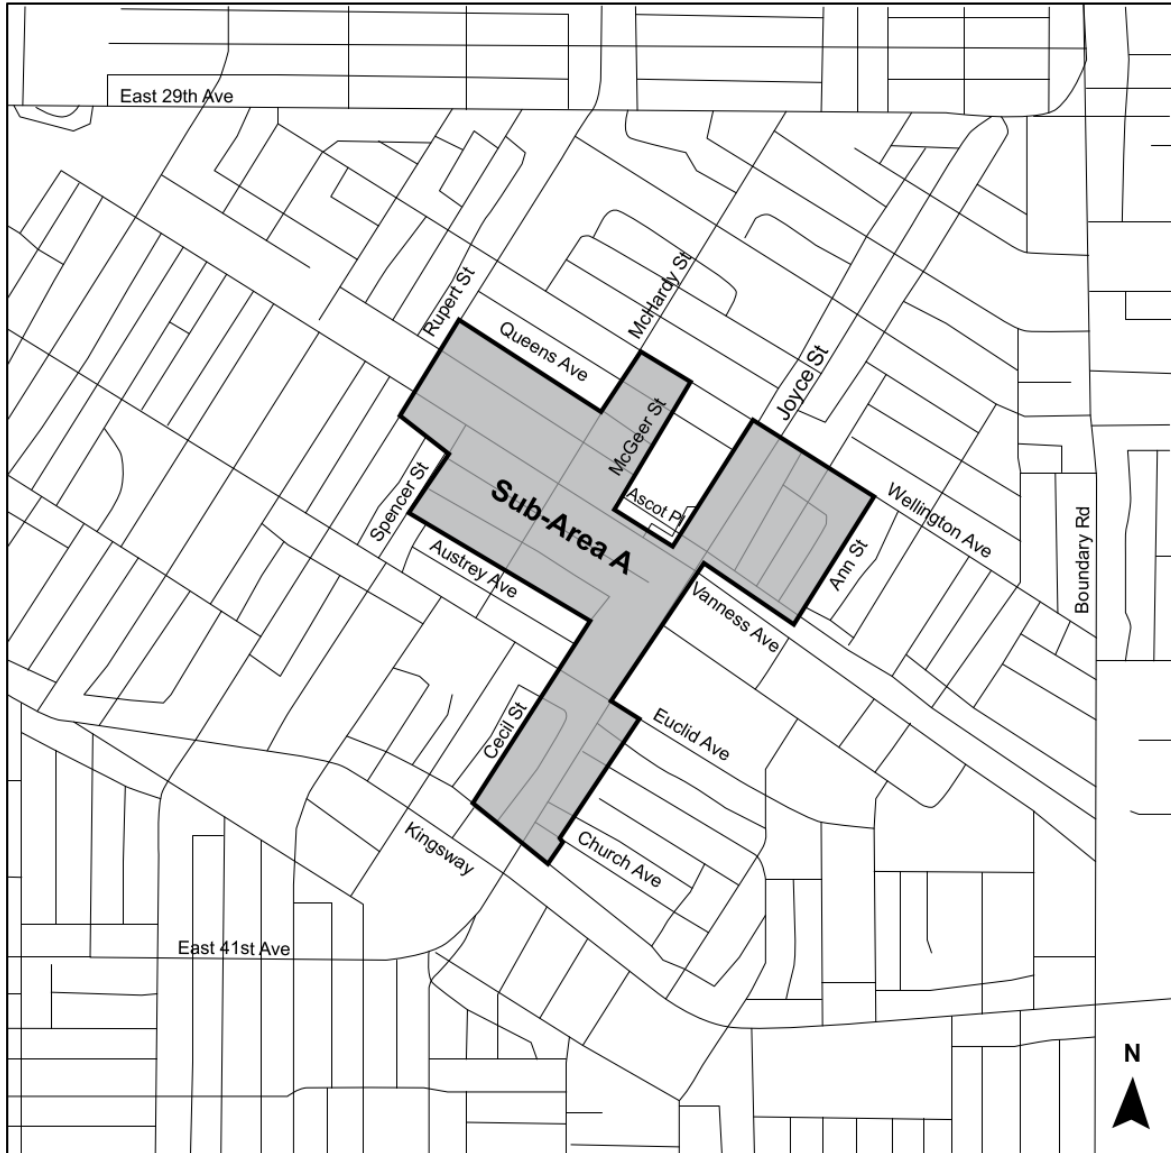 East 29th Ave
Rupert St
Queens Ave
McHardy St
Joyce St
McGeer St
Ascot Pl
Spencer St
Sub-Area A
Wellington Ave
Austrey Ave
Ann St
Vanness Ave
Boundary Rd
Cecil St
Euclid Ave
Kingsway
Church Ave
East 41st Ave
N